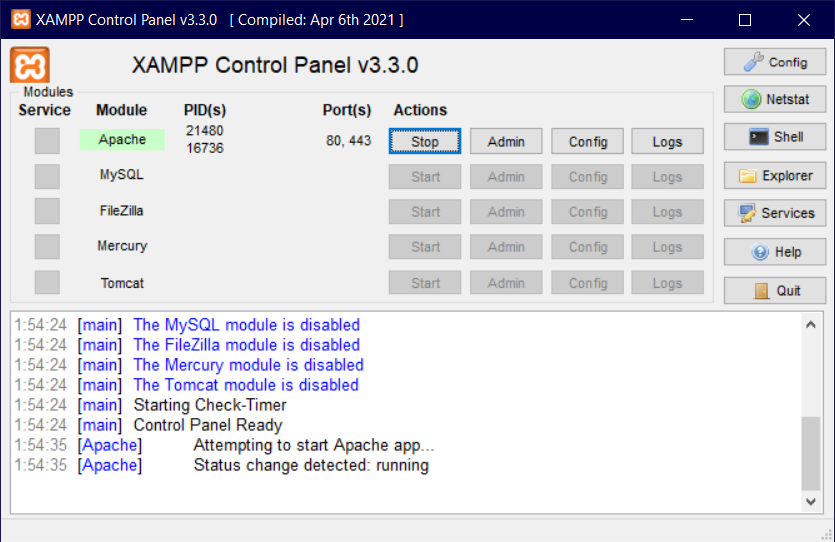 XAMPP Control Panel v3.3.0 [ Compiled: Apr 6th 2021 ]
XAMPP Control Panel v3.3.0
Config
Modules
Service Module PID(s) Port(s) Actions
Netstat
Apache 21480 16736 80, 443 Stop Admin Config Logs
Shell
MySQL Start Admin Config Logs
Explorer
FileZilla Start Admin Config Logs
Services
Mercury Start Admin Config Logs
Help
Tomcat Start Admin Config Logs
Quit
1:54:24 [main] The MySQL module is disabled
1:54:24 [main] The FileZilla module is disabled
1:54:24 [main] The Mercury module is disabled
1:54:24 [main] The Tomcat module is disabled
1:54:24 [main] Starting Check-Timer
1:54:24 [main] Control Panel Ready
1:54:35 [Apache] Attempting to start Apache app...
1:54:35 [Apache] Status change detected: running